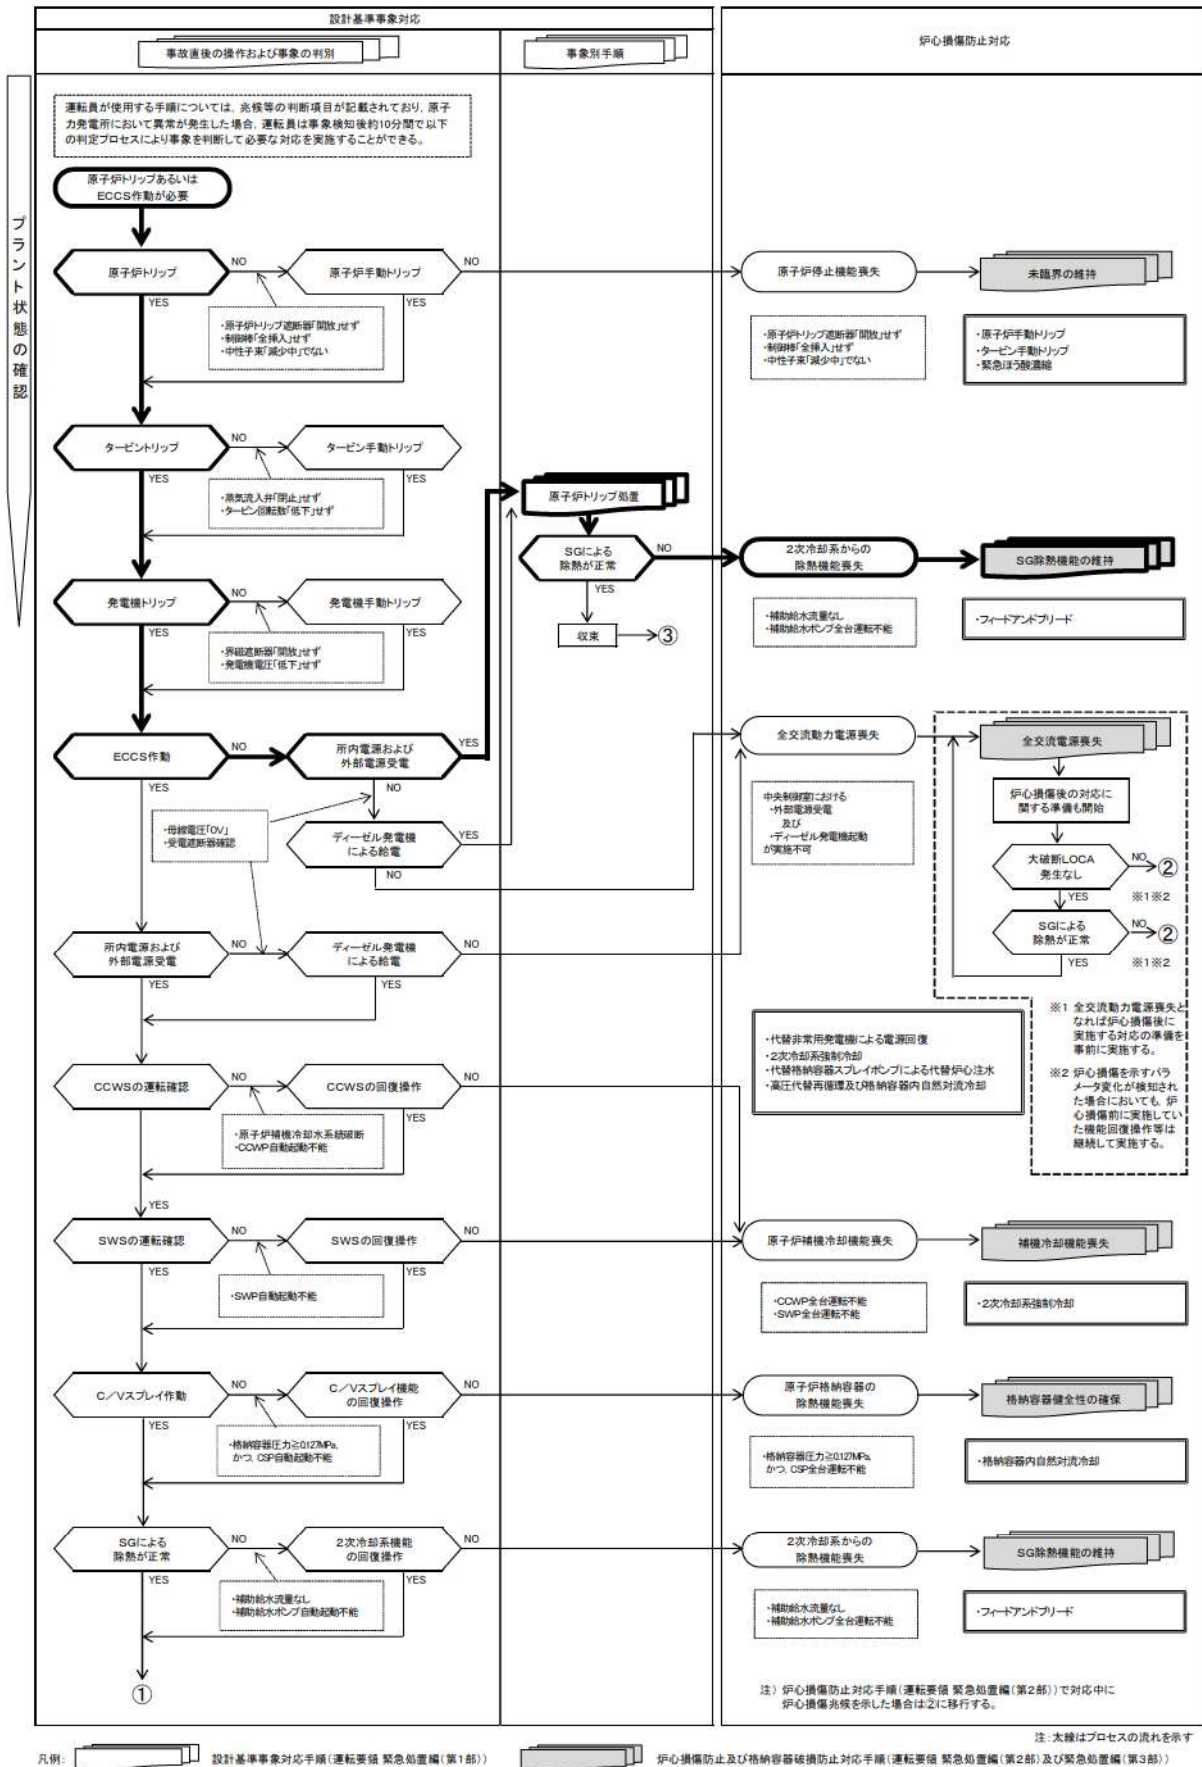 設計基準事象対応
炉心損傷防止対応
事故直後の操作および事象の判別
事象別手順
プラント状態の確認
運転員が使用する手順については、兆候等の判断項目が記載されており、原子
力発電所において異常が発生した場合、運転員は事象検知後約10分間で以下
の判定プロセスにより事象を判断して必要な対応を実施することができる。
原子炉トリップあるいは
ECCS作動が必要
原子炉トリップ
NO
原子炉手動トリップ
NO
原子炉停止機能喪失
未臨界の維持
YES
YES
・原子炉トリップ遮断器「開放」せず
・制御棒「全挿入」せず
・中性子束「減少中」でない
・原子炉トリップ遮断器「開放」せず
・制御棒「全挿入」せず
・中性子束「減少中」でない
・原子炉手動トリップ
・タービン手動トリップ
・緊急ほう酸濃縮
タービントリップ
NO
タービン手動トリップ
YES
YES
・蒸気流入弁「閉止」せず
・タービン回転数「低下」せず
原子炉トリップ処置
SGによる
除熱が正常
NO
YES
収束
③
2次冷却系からの
除熱機能喪失
SG除熱機能の維持
・補助給水流量なし
・補助給水ポンプ全台運転不能
・フィードアンドブリード
発電機トリップ
NO
発電機手動トリップ
YES
YES
・界磁遮断器「開放」せず
・発電機電圧「低下」せず
ECCS作動
NO
所内電源および
外部電源受電
YES
YES
NO
・母線電圧「0V」
・受電遮断器確認
ディーゼル発電機
による給電
YES
NO
全交流動力電源喪失
全交流電源喪失
中央制御室における
・外部電源受電
及び
・ディーゼル発電機起動
が実施不可
炉心損傷後の対応に
関する準備も開始
大破断LOCA
発生なし
NO
②
YES
※1※2
SGによる
除熱が正常
NO
②
YES
※1※2
所内電源および
外部電源受電
NO
ディーゼル発電機
による給電
NO
YES
YES
※1 全交流動力電源喪失と
なれば炉心損傷後に
実施する対応の準備を
事前に実施する。
※2 炉心損傷を示すパラ
メータ変化が検知され
た場合においても、炉
心損傷前に実施してい
た機能回復操作等は
継続して実施する。
・代替非常用発電機による電源回復
・2次冷却系強制冷却
・代替格納容器スプレイポンプによる代替炉心注水
・高圧代替再循環及び格納容器内自然対流冷却
CCWSの運転確認
NO
CCWSの回復操作
NO
YES
・原子炉補機冷却水系統破断
・CCWP自動起動不能
YES
SWSの運転確認
NO
SWSの回復操作
NO
原子炉補機冷却機能喪失
補機冷却機能喪失
YES
YES
・SWP自動起動不能
・CCWP全台運転不能
・SWP全台運転不能
・2次冷却系強制冷却
C/Vスプレイ作動
NO
C/Vスプレイ機能
の回復操作
NO
原子炉格納容器の
除熱機能喪失
格納容器健全性の確保
YES
YES
・格納容器圧力≧0.127MPa、
かつ、CSP自動起動不能
・格納容器圧力≧0.127MPa、
かつ、CSP全台運転不能
・格納容器内自然対流冷却
SGによる
除熱が正常
NO
2次冷却系機能
の回復操作
NO
2次冷却系からの
除熱機能喪失
SG除熱機能の維持
YES
YES
・補助給水流量なし
・補助給水ポンプ自動起動不能
・補助給水流量なし
・補助給水ポンプ全台運転不能
・フィードアンドブリード
①
注) 炉心損傷防止対応手順(運転要領 緊急処置編(第2部))で対応中に
炉心損傷兆候を示した場合は②に移行する。
注:太線はプロセスの流れを示す
凡例:
設計基準事象対応手順(運転要領 緊急処置編(第1部))
炉心損傷防止及び格納容器破損防止対応手順(運転要領 緊急処置編(第2部)及び緊急処置編(第3部))